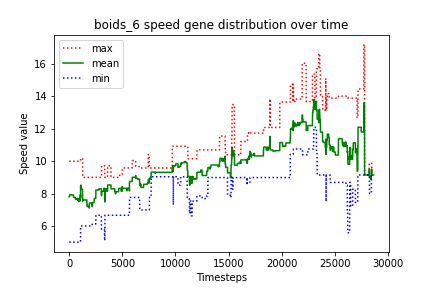 boids_6 speed gene distribution over time
max
mean
min
Speed value
16
14
12
10
8
6
0
5000
10000
15000
20000
25000
30000
Timesteps